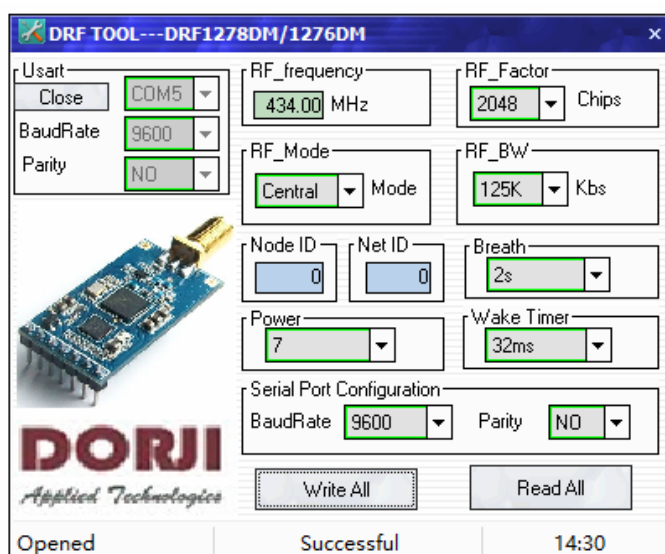 DRF TOOL---DRF1278DM/1276DM
Usart
Close COM5
BaudRate 9600
Parity NO
RF_frequency
434.00 MHz
RF_Factor
2048 Chips
RF_Mode
Central Mode
RF_BW
125K Kbs
Node ID
0
Net ID
0
Breath
2s
Power
7
Wake Timer
32ms
Serial Port Configuration
BaudRate 9600 Parity NO
DORJI
Applied Technologies
Write All Read All
Opened Successful 14:30